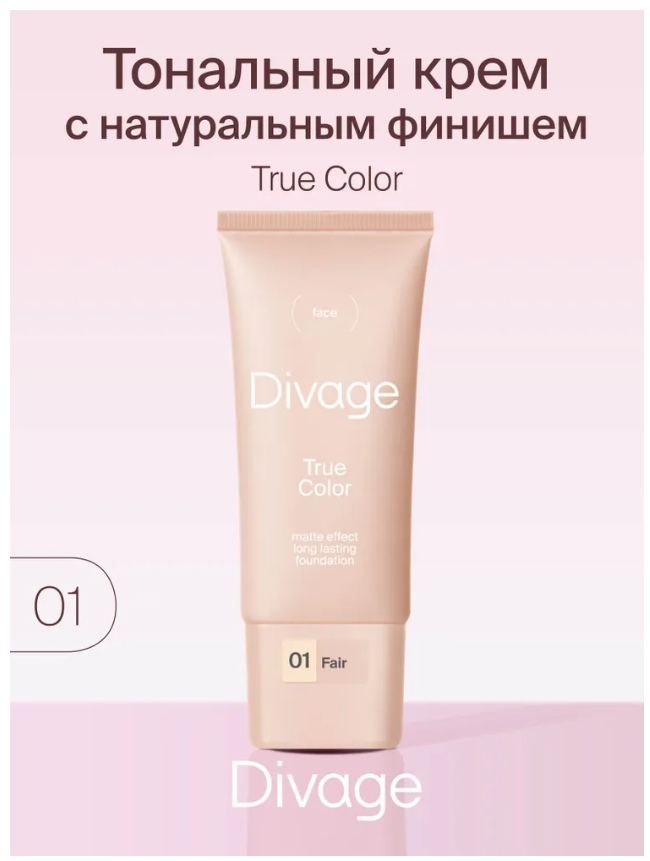 Тональный крем
с натуральным финишем
True Color
face
Divage
True
Color
matte effect
long lasting
foundation
01
01 Fair
Divage